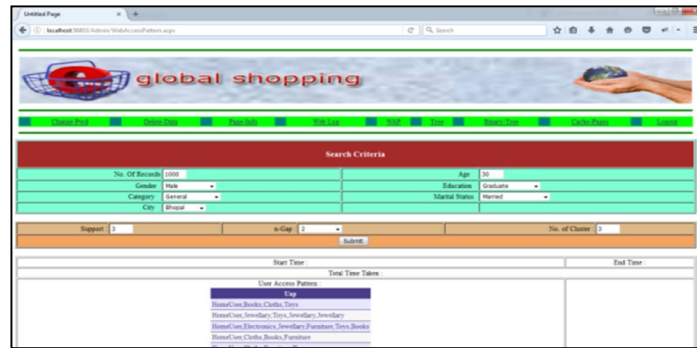 Untitled Page
localhost:56603/Admin/WebAccessPattern.aspx
Search
global shopping
Change Pwd Delete Data Page Info Web Log WAP Tree Binary Tree Cache Pages Logout
Search Criteria
No. Of Records 1000 Age 30
Gender Male Education Graduate
Category General Marital Status Married
City Bhopal
Support 3 n-Gap 2 No. of Cluster 3
Submit
Start Time : End Time :
Total Time Taken :
User Access Pattern :
Uap
HomeUser,Books,Cloths,Toys
HomeUser,Jewellary,Toys,Jewellary,Jewellary
HomeUser,Electronics,Jewellary,Furniture,Toys,Books
HomeUser,Cloths,Books,Furniture